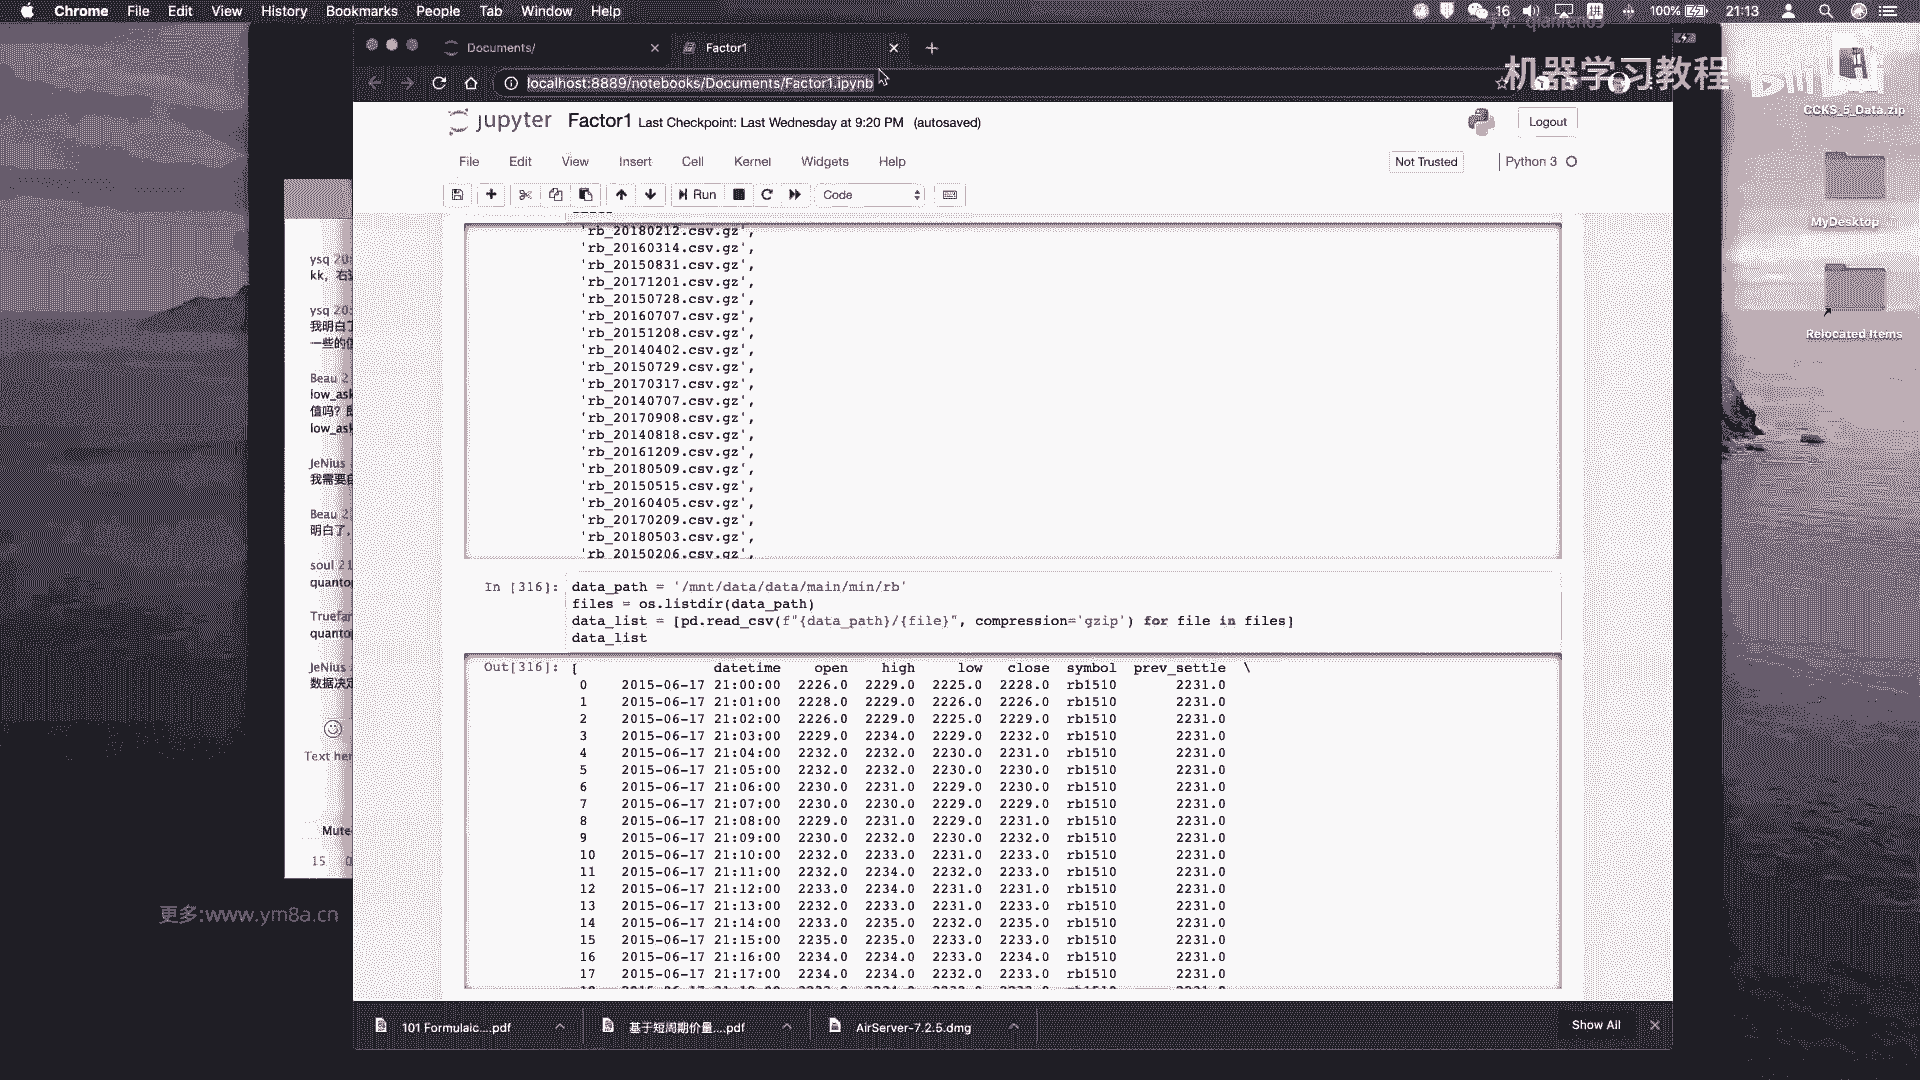 Chrome File Edit View History Bookmarks People Tab Window Help
16 100% 21:13
Documents/
Factor1
机器学习教程
localhost:8889/notebooks/Documents/Factor1.ipynb
CCKS_5_Data.zip
MyDesktop
Relocated Items
jupyter Factor1 Last Checkpoint: Last Wednesday at 9:20 PM (autosaved)
Logout
File Edit View Insert Cell Kernel Widgets Help
Not Trusted
Python 3
Run
Code
'rb_20180212.csv.gz',
'rb_20160314.csv.gz',
'rb_20150831.csv.gz',
'rb_20171201.csv.gz',
'rb_20150728.csv.gz',
'rb_20160707.csv.gz',
'rb_20151208.csv.gz',
'rb_20140402.csv.gz',
'rb_20150729.csv.gz',
'rb_20170317.csv.gz',
'rb_20140707.csv.gz',
'rb_20170908.csv.gz',
'rb_20140818.csv.gz',
'rb_20161209.csv.gz',
'rb_20180509.csv.gz',
'rb_20150515.csv.gz',
'rb_20160405.csv.gz',
'rb_20170209.csv.gz',
'rb_20180503.csv.gz',
'rb_20150206.csv.gz',
In [316]: data_path = '/mnt/data/data/main/min/rb'
files = os.listdir(data_path)
data_list = [pd.read_csv(f"{data_path}/{file}", compression='gzip') for file in files]
data_list
Out[316]: [ datetime open high low close symbol prev_settle \
0 2015-06-17 21:00:00 2226.0 2229.0 2225.0 2228.0 rb1510 2231.0
1 2015-06-17 21:01:00 2228.0 2229.0 2226.0 2226.0 rb1510 2231.0
2 2015-06-17 21:02:00 2226.0 2229.0 2225.0 2229.0 rb1510 2231.0
3 2015-06-17 21:03:00 2229.0 2234.0 2229.0 2232.0 rb1510 2231.0
4 2015-06-17 21:04:00 2232.0 2232.0 2230.0 2231.0 rb1510 2231.0
5 2015-06-17 21:05:00 2232.0 2232.0 2230.0 2230.0 rb1510 2231.0
6 2015-06-17 21:06:00 2230.0 2231.0 2229.0 2230.0 rb1510 2231.0
7 2015-06-17 21:07:00 2230.0 2230.0 2229.0 2229.0 rb1510 2231.0
8 2015-06-17 21:08:00 2229.0 2231.0 2229.0 2231.0 rb1510 2231.0
9 2015-06-17 21:09:00 2230.0 2232.0 2230.0 2232.0 rb1510 2231.0
10 2015-06-17 21:10:00 2232.0 2233.0 2231.0 2233.0 rb1510 2231.0
11 2015-06-17 21:11:00 2232.0 2234.0 2232.0 2233.0 rb1510 2231.0
12 2015-06-17 21:12:00 2233.0 2234.0 2231.0 2231.0 rb1510 2231.0
13 2015-06-17 21:13:00 2232.0 2233.0 2231.0 2233.0 rb1510 2231.0
14 2015-06-17 21:14:00 2233.0 2235.0 2232.0 2235.0 rb1510 2231.0
15 2015-06-17 21:15:00 2235.0 2235.0 2233.0 2233.0 rb1510 2231.0
16 2015-06-17 21:16:00 2234.0 2234.0 2233.0 2234.0 rb1510 2231.0
17 2015-06-17 21:17:00 2234.0 2234.0 2232.0 2233.0 rb1510 2231.0
ysq
kk,
ysq
我明白
一些的
Beau 2
low_as
值吗?
low_as
JeNius
我需要
Beau 2
明白了
soul
quanto
quanto
JeNius
数据决定
Text her
Mute
15
更多:www.ym8a.cn
101 Formulaic....pdf
基于短周期价量....pdf
AirServer-7.2.5.dmg
Show All